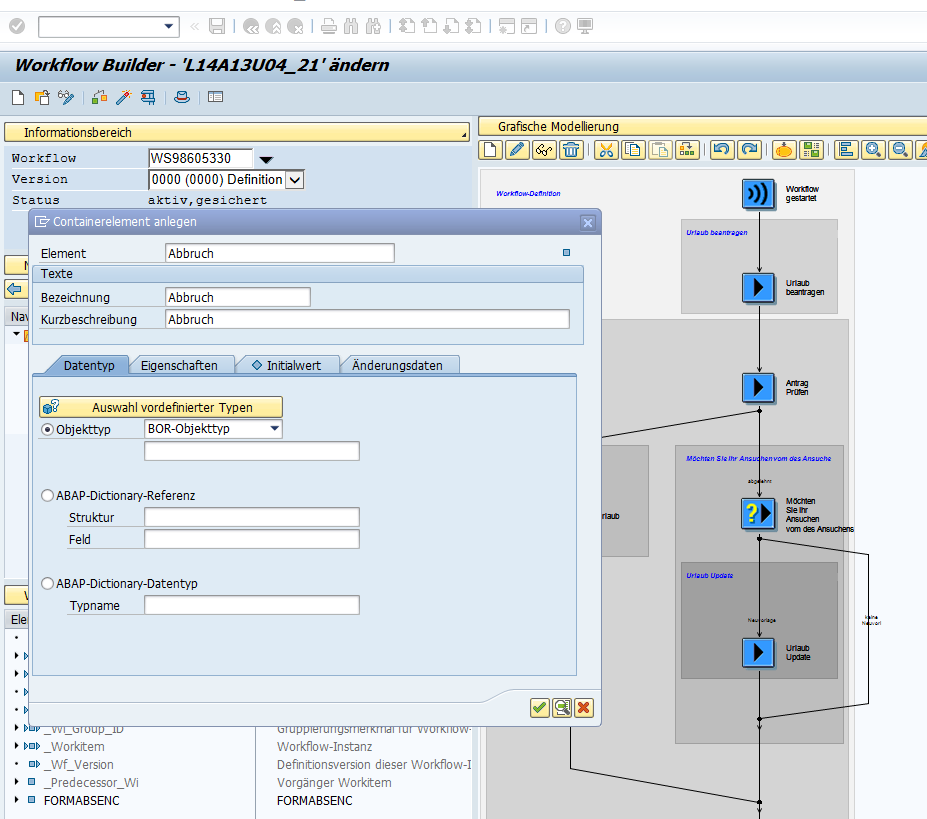 Workflow Builder - 'L14A13U04_21' ändern
Informationsbereich
Workflow WS98605330
Version 0000 (0000) Definition
Status aktiv,gesichert
Containerelement anlegen
Element Abbruch
Texte
Bezeichnung Abbruch
Kurzbeschreibung Abbruch
Datentyp Eigenschaften Initialwert Änderungsdaten
Auswahl vordefinierter Typen
Objekttyp BOR-Objekttyp
ABAP-Dictionary-Referenz
Struktur
Feld
ABAP-Dictionary-Datentyp
Typname
Nav
Ele
_Wi_Group_ID Gruppierungsmerkmal für Workflow-
_Workitem Workflow-Instanz
_Wf_Version Definitionsversion dieser Workflow-I
_Predecessor_Wi Vorgänger Workitem
FORMABSENC FORMABSENC
Grafische Modellierung
Workflow-Definition
Workflow
gestartet
Urlaub beantragen
Urlaub
beantragen
Antrag
Prüfen
rlaub
Möchten Sie Ihr Ansuchen vom des Ansuche
abgelehnt
Möchten
Sie Ihr
Ansuchen
vom des Ansuchens
Urlaub Update
Neuvorlage
Urlaub
Update
keine
Neuvorl